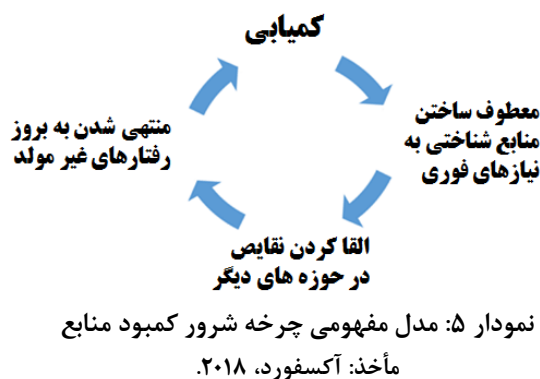 کمیابی
معطوف ساختن
منابع شناختی به
نیازهای فوری
القا کردن نقایص
در حوزه های دیگر
منتهی شدن به بروز
رفتارهای غیر مولد
نمودار ۵: مدل مفهومی چرخه شرور کمبود منابع
مأخذ: آکسفورد، ۲۰۱۸.